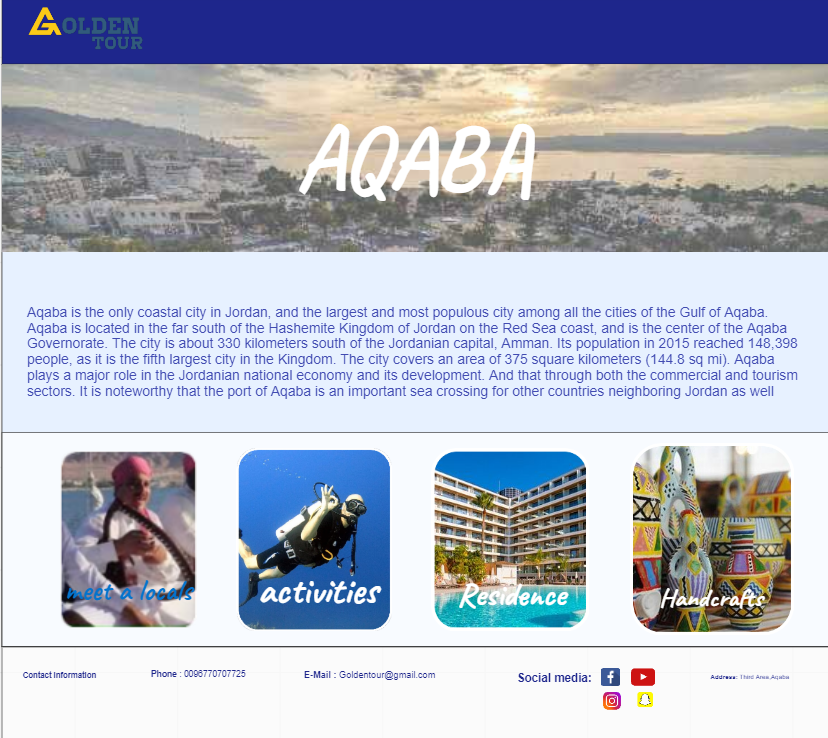 GOLDEN
TOUR
AQABA
Aqaba is the only coastal city in Jordan, and the largest and most populous city among all the cities of the Gulf of Aqaba.
Aqaba is located in the far south of the Hashemite Kingdom of Jordan on the Red Sea coast, and is the center of the Aqaba
Governorate. The city is about 330 kilometers south of the Jordanian capital, Amman. Its population in 2015 reached 148,398
people, as it is the fifth largest city in the Kingdom. The city covers an area of 375 square kilometers (144.8 sq mi). Aqaba
plays a major role in the Jordanian national economy and its development. And that through both the commercial and tourism
sectors. It is noteworthy that the port of Aqaba is an important sea crossing for other countries neighboring Jordan as well
meet a locals
activities
Residence
Handcrafts
Contact Information
Phone : 0096770707725
E-Mail : Goldentour@gmail.com
Social media:
Address: Third Area,Aqaba